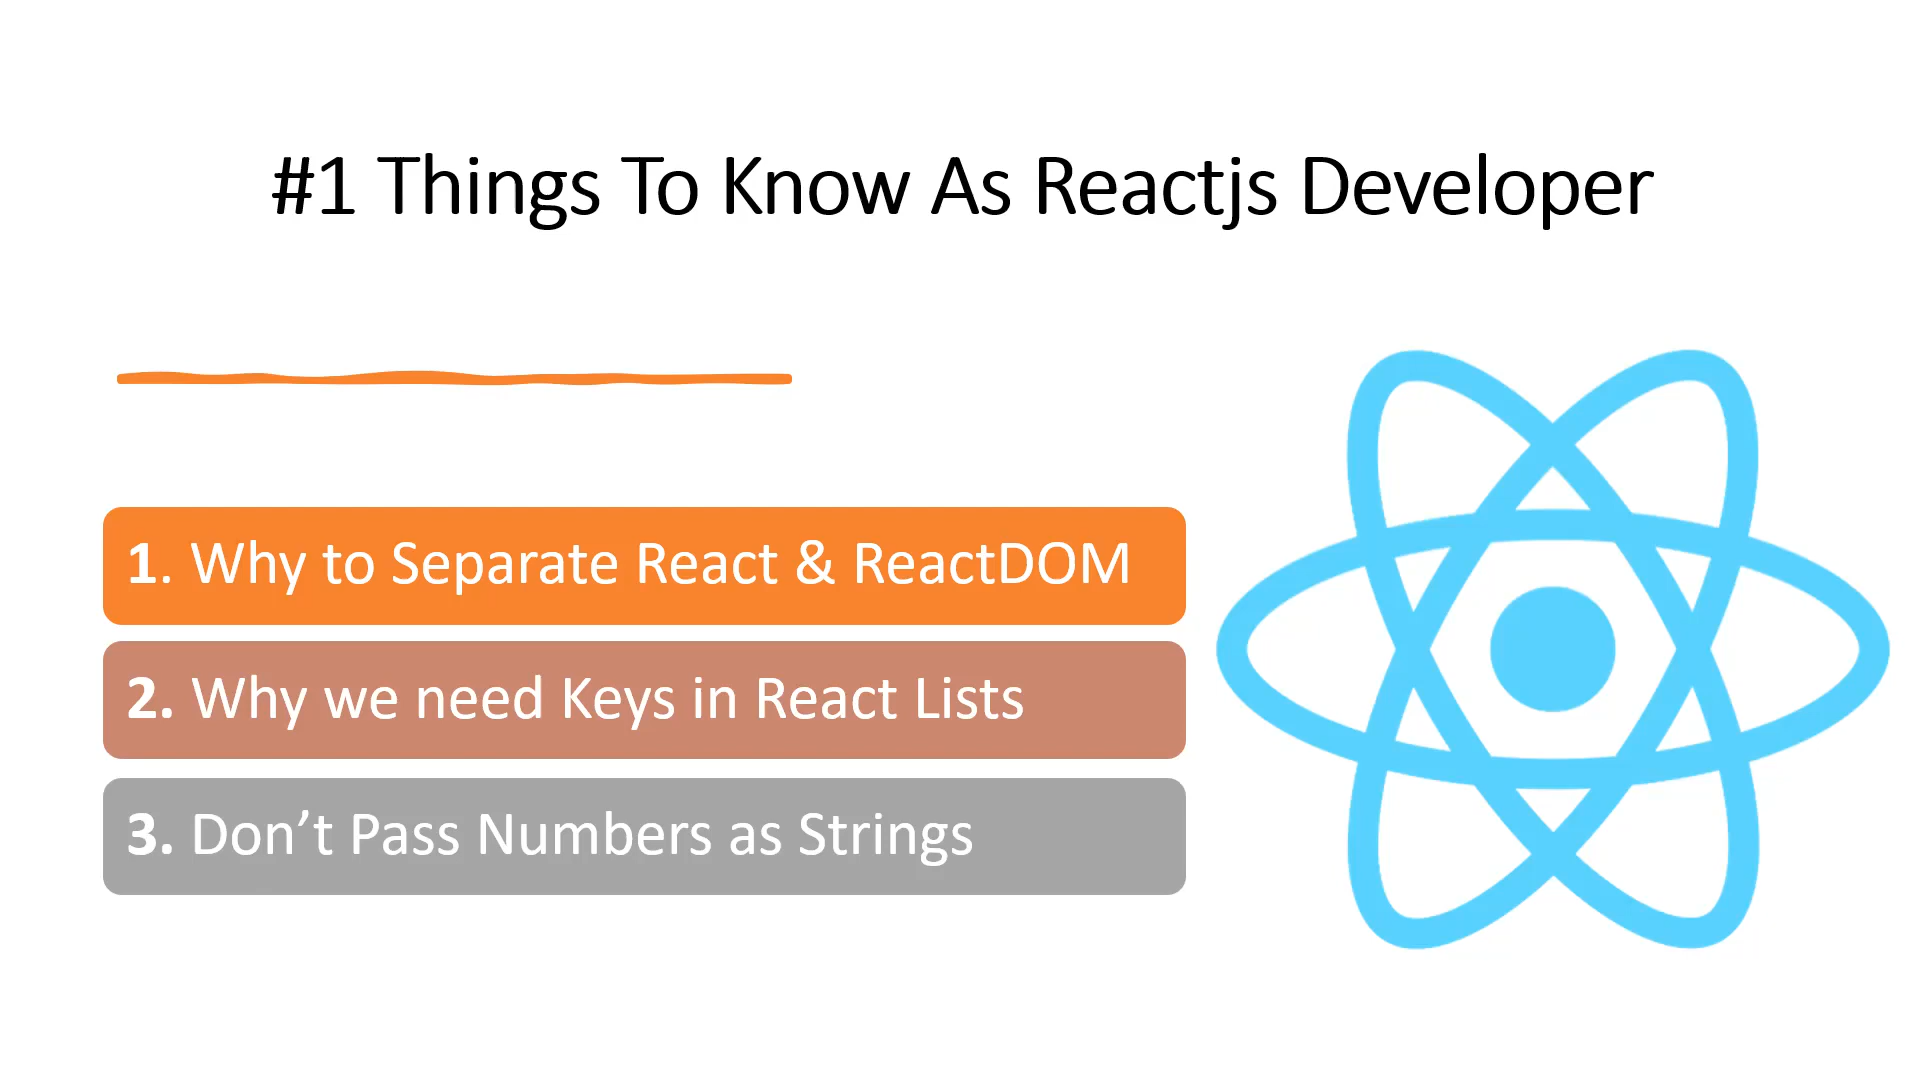 #1 Things To Know As Reactjs Developer
1. Why to Separate React & ReactDOM
2. Why we need Keys in React Lists
3. Don’t Pass Numbers as Strings